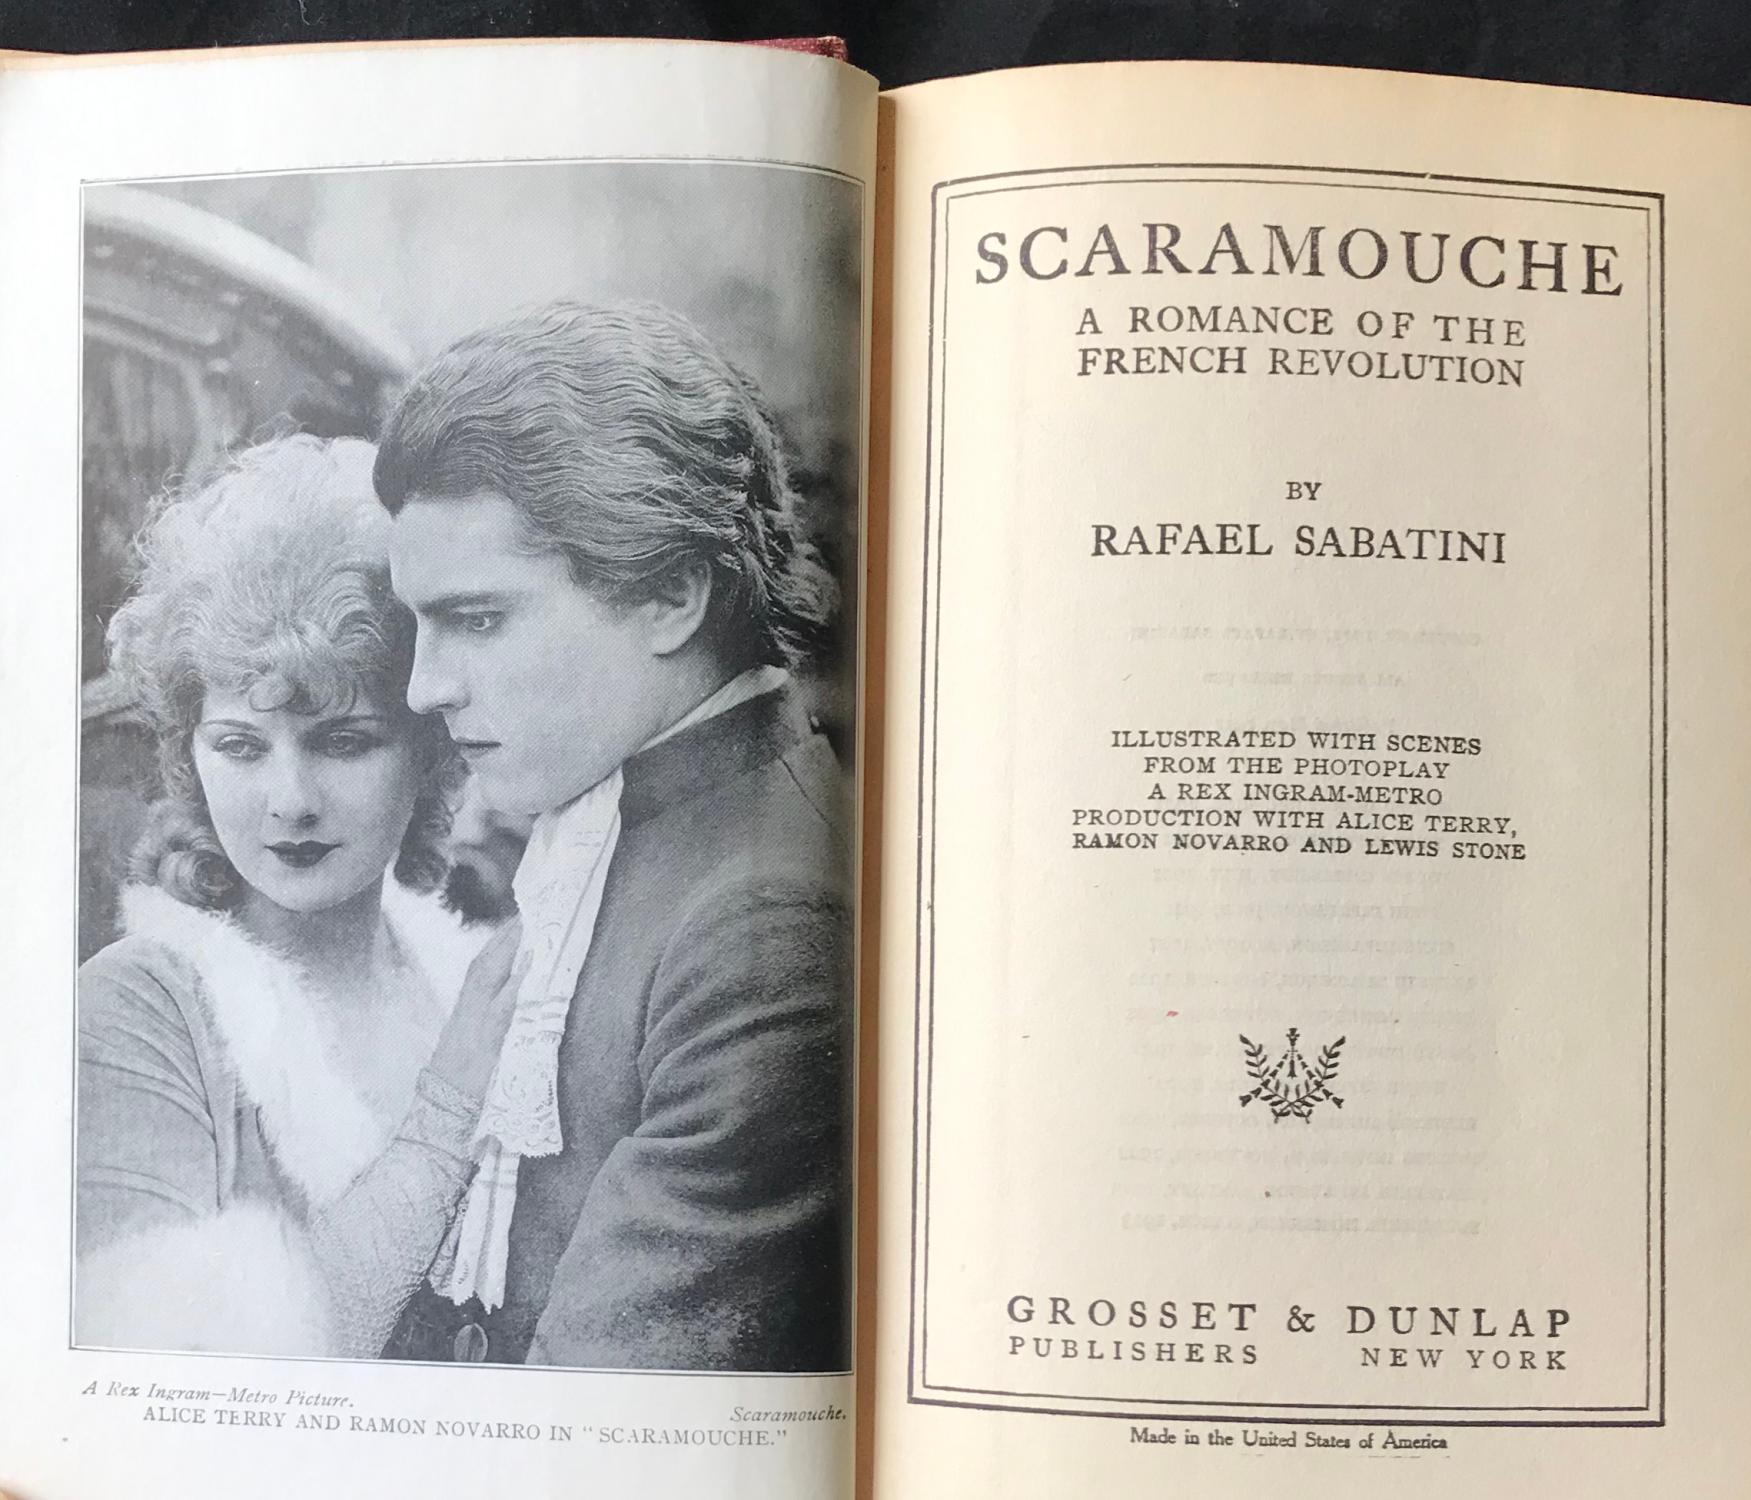 A Rex Ingram—Metro Picture.
Scaramouche.
ALICE TERRY AND RAMON NOVARRO IN "SCARAMOUCHE."
SCARAMOUCHE
A ROMANCE OF THE
FRENCH REVOLUTION
BY
RAFAEL SABATINI
ILLUSTRATED WITH SCENES
FROM THE PHOTOPLAY
A REX INGRAM-METRO
PRODUCTION WITH ALICE TERRY,
RAMON NOVARRO AND LEWIS STONE
GROSSET & DUNLAP
PUBLISHERS NEW YORK
Made in the United States of America